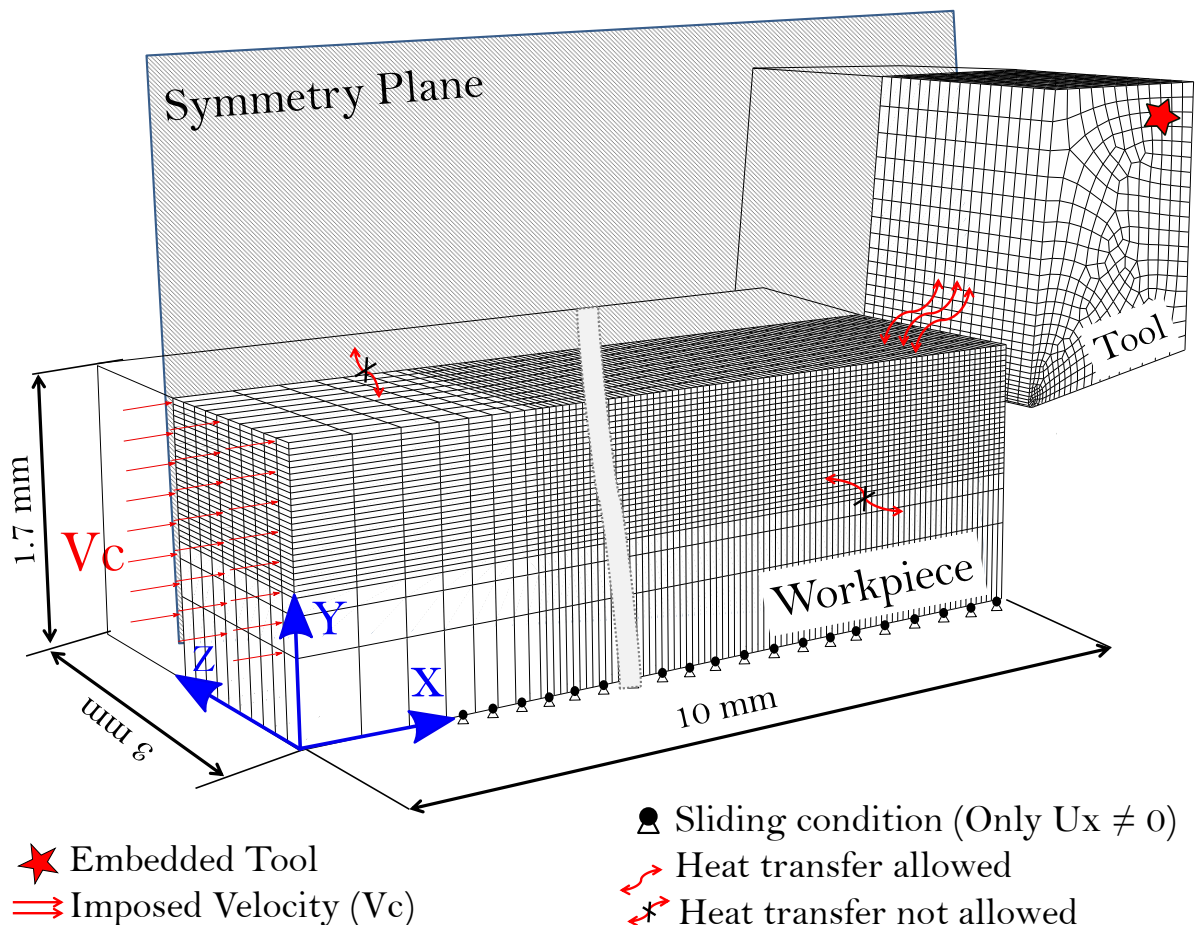 Symmetry Plane
Tool
1.7 mm
Vc
Workpiece
Y
Z
X
3 mm
10 mm
Sliding condition (Only Ux ≠ 0)
Embedded Tool
Heat transfer allowed
Imposed Velocity (Vc)
Heat transfer not allowed